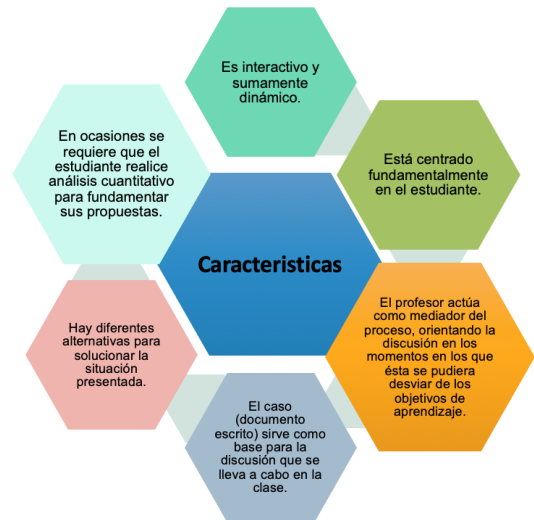 Es interactivo y
sumamente
dinámico.
Está centrado
fundamentalmente
en el estudiante.
El profesor actúa como
mediador del
proceso, orientando la
discusión en los
momentos en los que
ésta se pudiera
desviar de los
objetivos de
aprendizaje.
El caso
(documento
escrito) sirve como
base para la
discusión que se
lleva a cabo en la
clase.
Hay diferentes
alternativas para
solucionar la
situación
presentada.
En ocasiones se
requiere que el
estudiante realice
análisis cuantitativo
para fundamentar
sus propuestas.
Caracteristicas